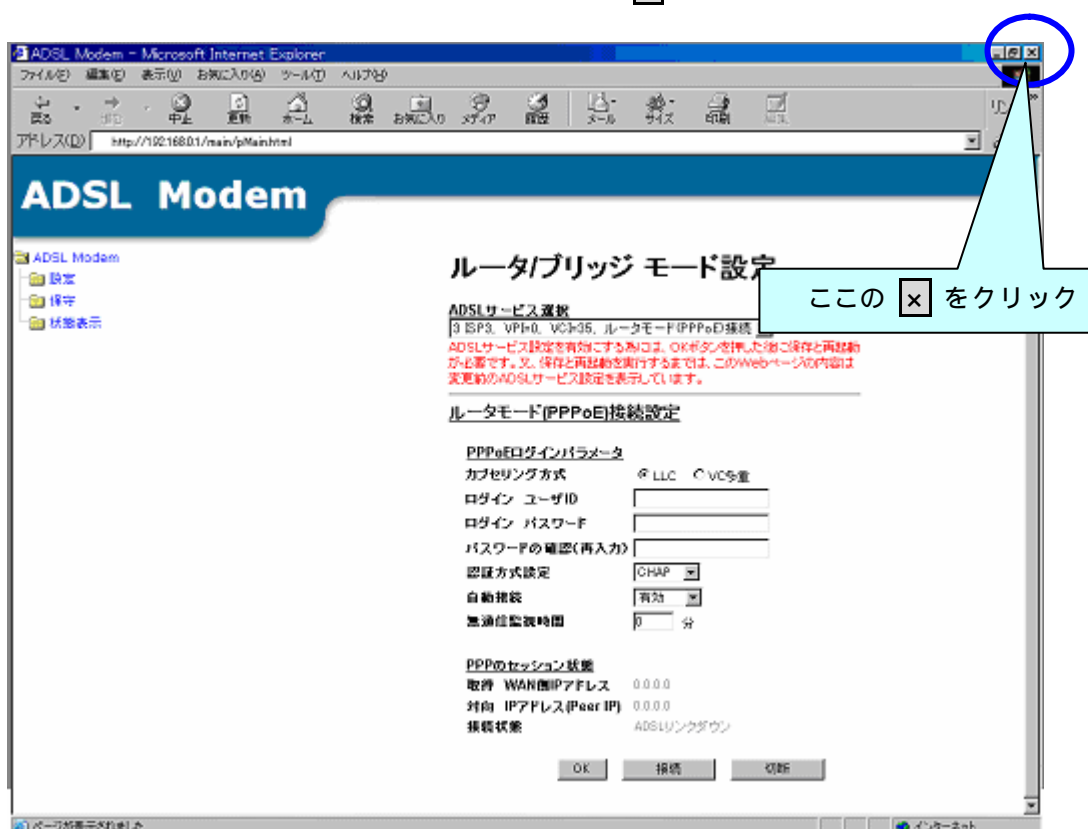 ×
ADSL Modem - Microsoft Internet Explorer
ファイル(F) 編集(E) 表示(V) お気に入り(A) ツール(T) ヘルプ(H)
戻る 中止 更新 ホーム 検索 お気に入り メディア 履歴 メール サイズ 印刷 編集
アドレス(D) http://192.168.0.1/main/pMain.html
ADSL Modem
ADSL Modem
設定
保守
状態表示
ルータ/ブリッジ モード設定
ここの × をクリック
ADSLサービス選択
3 ISP3, VPI=0, VCI=35, ルータモード(PPPoE)接続
ADSLサービス設定を有効にする為には、OKボタンを押した後に保存と再起動
が必要です。又、保存と再起動を実行するまでは、このWebページの内容は
変更前のADSLサービス設定を表示しています。
ルータモード(PPPoE)接続設定
PPPoEログインパラメータ
カプセリング方式 LLC VC多重
ログイン ユーザID
ログイン パスワード
パスワードの確認(再入力)
認証方式設定 CHAP
自動接続 有効
無通信監視時間 0 分
PPPのセッション状態
取得 WAN側IPアドレス 0.0.0.0
対向 IPアドレス(Peer IP) 0.0.0.0
接続状態 ADSLリンクダウン
OK 接続 切断
ページが表示されました インターネット